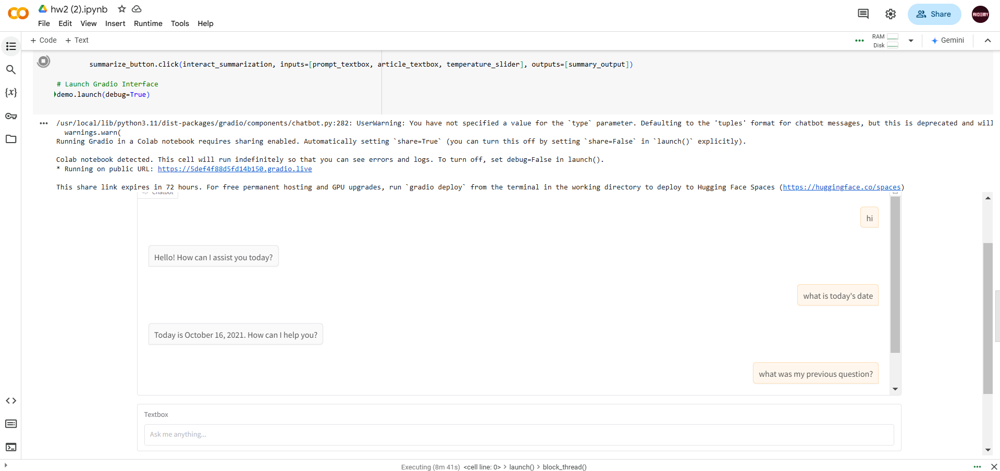 hw2 (2).ipynb
File Edit View Insert Runtime Tools Help
Share
AIDEMY
+ Code + Text
RAM
Disk
Gemini
summarize_button.click(interact_summarization, inputs=[prompt_textbox, article_textbox, temperature_slider], outputs=[summary_output])
# Launch Gradio Interface
demo.launch(debug=True)
/usr/local/lib/python3.11/dist-packages/gradio/components/chatbot.py:282: UserWarning: You have not specified a value for the `type` parameter. Defaulting to the 'tuples' format for chatbot messages, but this is deprecated and will
warnings.warn(
Running Gradio in a Colab notebook requires sharing enabled. Automatically setting `share=True` (you can turn this off by setting `share=False` in `launch()` explicitly).
Colab notebook detected. This cell will run indefinitely so that you can see errors and logs. To turn off, set debug=False in launch().
* Running on public URL: https://5def4f88d5fd14b150.gradio.live
This share link expires in 72 hours. For free permanent hosting and GPU upgrades, run `gradio deploy` from the terminal in the working directory to deploy to Hugging Face Spaces (https://huggingface.co/spaces)
Chatbot
hi
Hello! How can I assist you today?
what is today's date
Today is October 16, 2021. How can I help you?
what was my previous question?
Textbox
Ask me anything...
Executing (8m 41s) <cell line: 0> > launch() > block_thread()